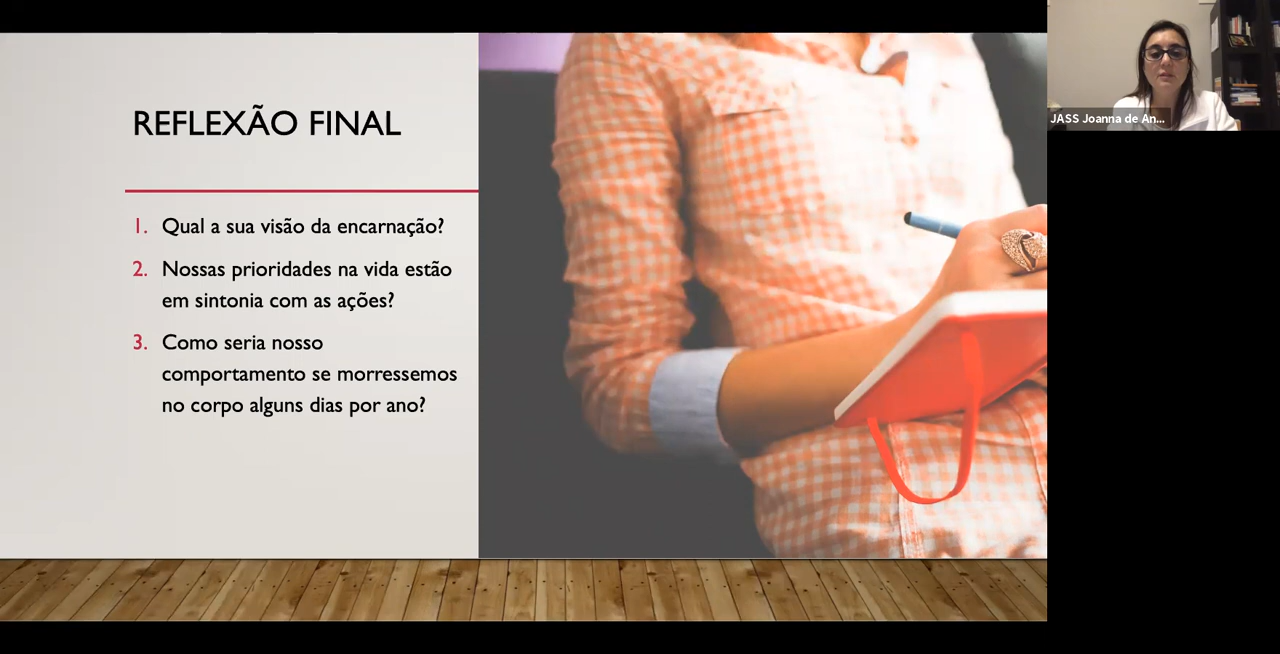 REFLEXÃO FINAL
1. Qual a sua visão da encarnação?
2. Nossas prioridades na vida estão
em sintonia com as ações?
3. Como seria nosso
comportamento se morressemos
no corpo alguns dias por ano?
JASS Joanna de An...